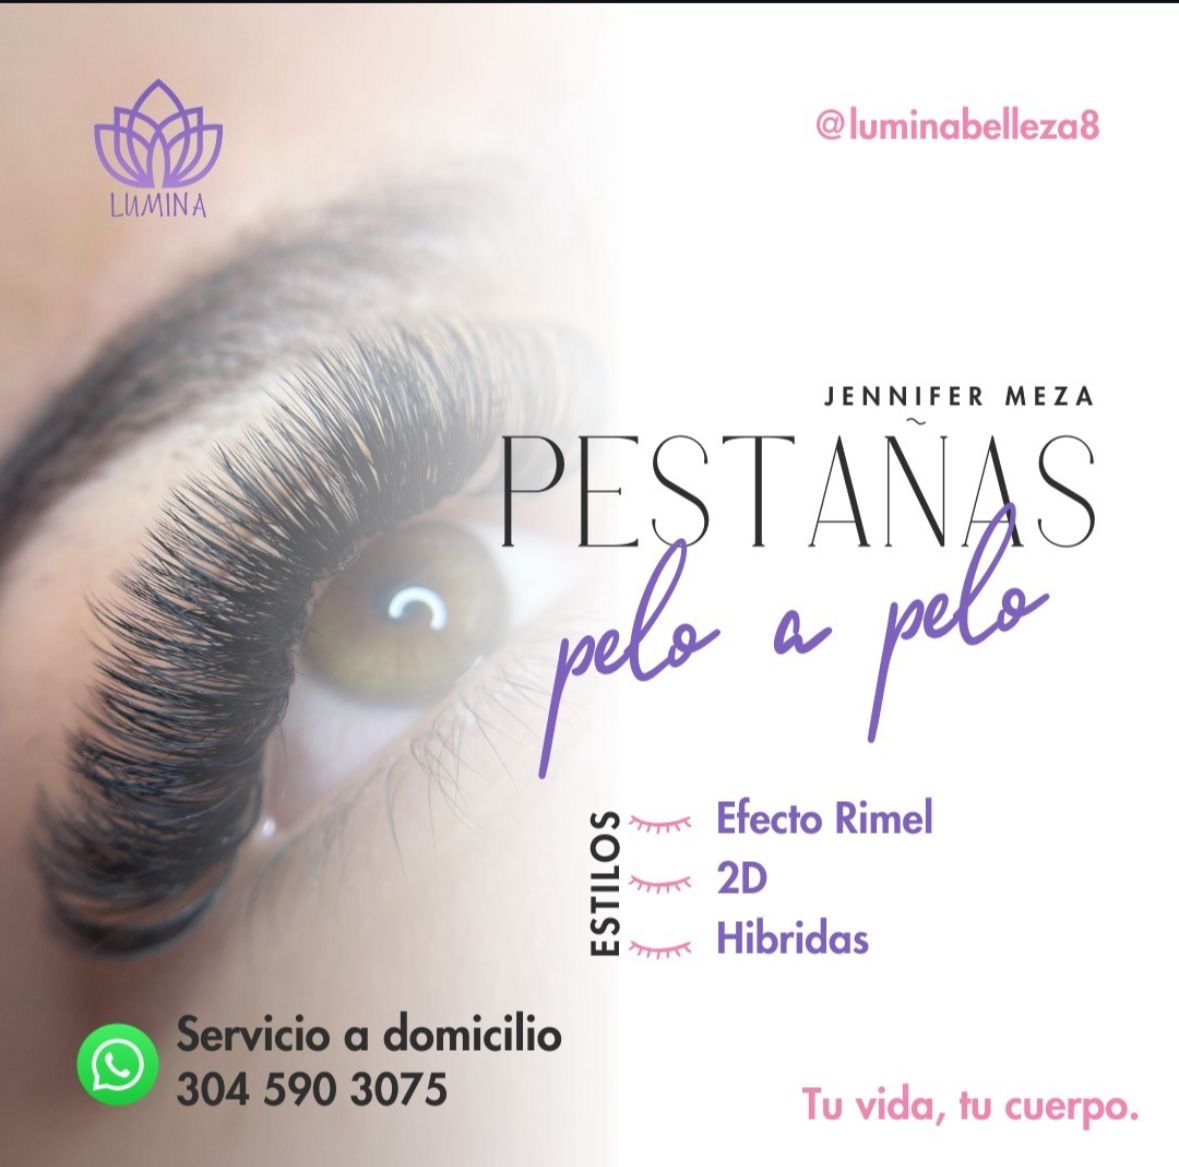 LUMINA
@luminabelleza8
JENNIFER MEZA
PESTAÑAS
pelo a pelo
ESTILOS
Efecto Rimel
2D
Hibridas
Servicio a domicilio
304 590 3075
Tu vida, tu cuerpo.